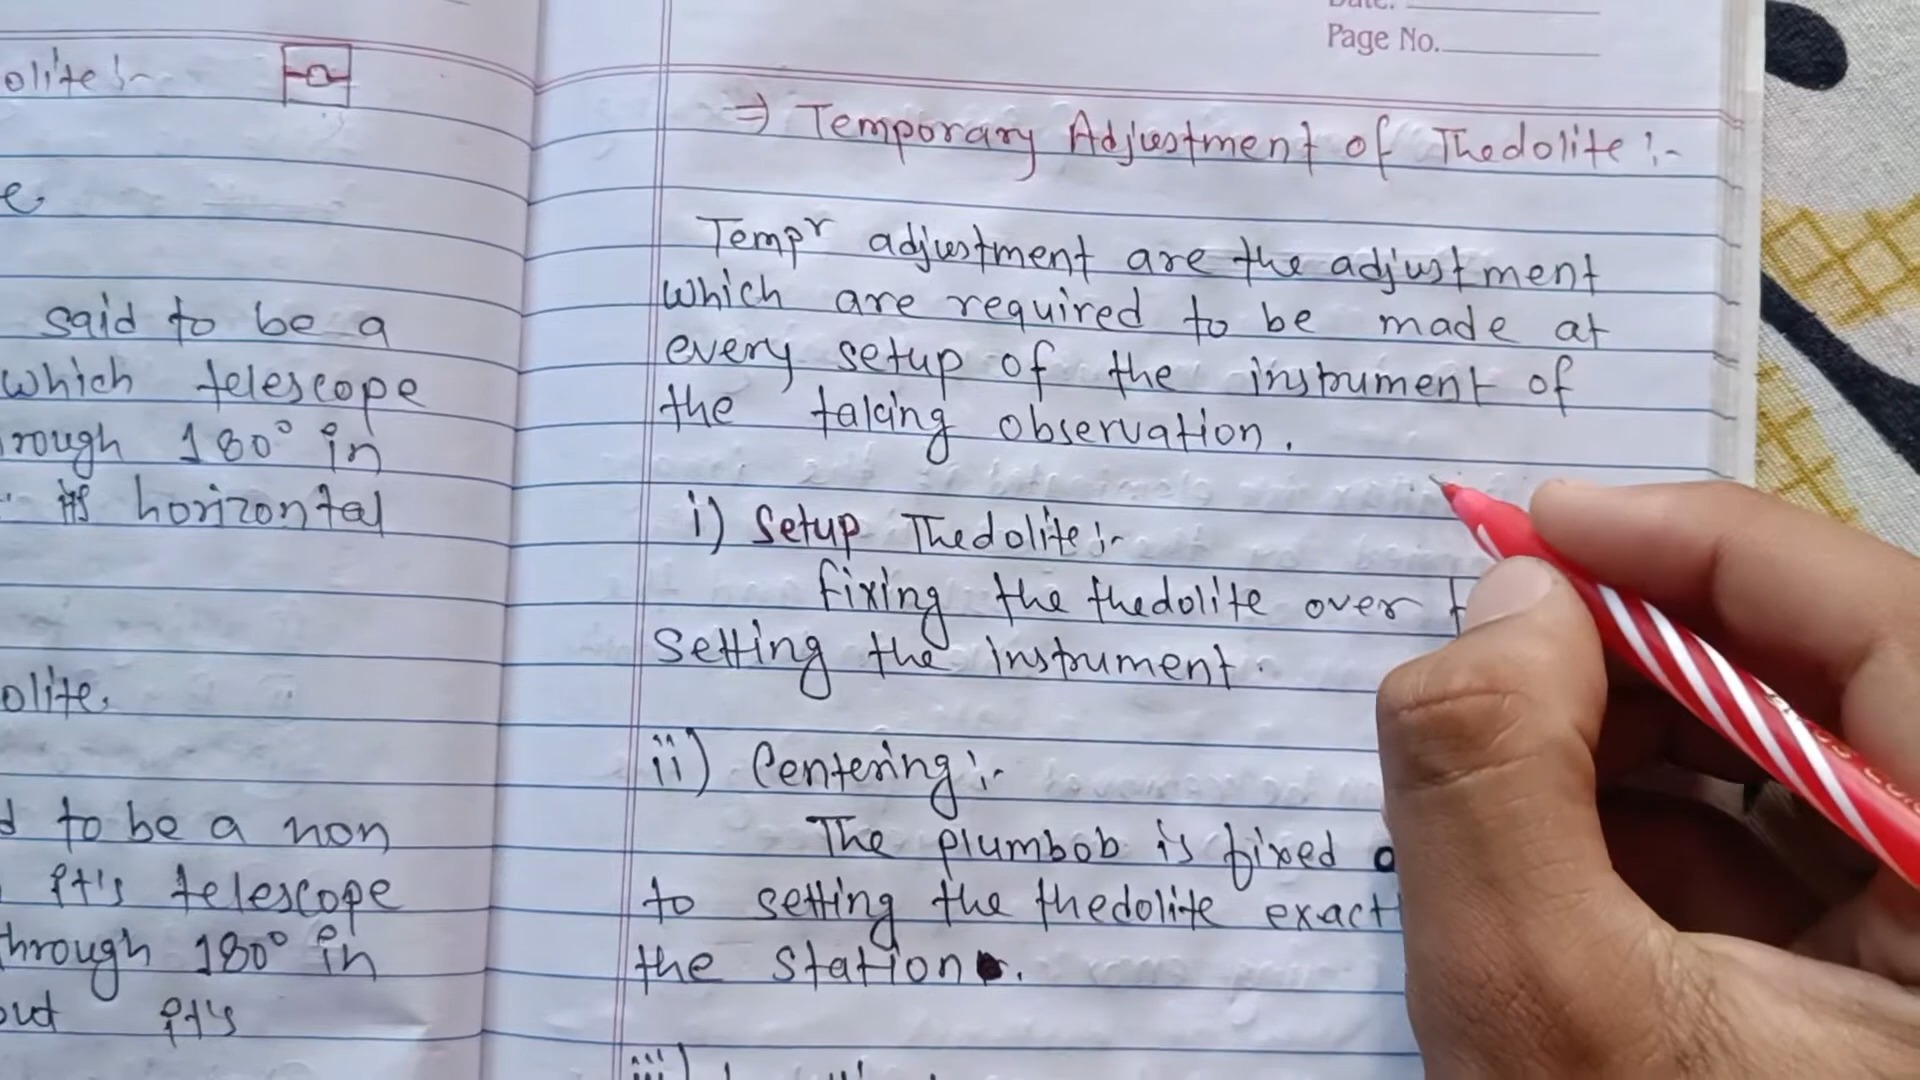 olite :-
e
said to be a
which telescope
rough 180° in
its horizontal
olite.
d to be a non
it's telescope
through 180° in
out it's
Date.
Page No.
⇒ Temporary Adjustment of Thedolite :-
Tempr adjustment are the adjustment
which are required to be made at
every setup of the instrument of
the taking observation.
i) Setup Thedolite :-
fixing the thedolite over
Setting the instrument.
ii) Centering :-
The plumbob is fixed
to setting the thedolite exact
the station.
iii)